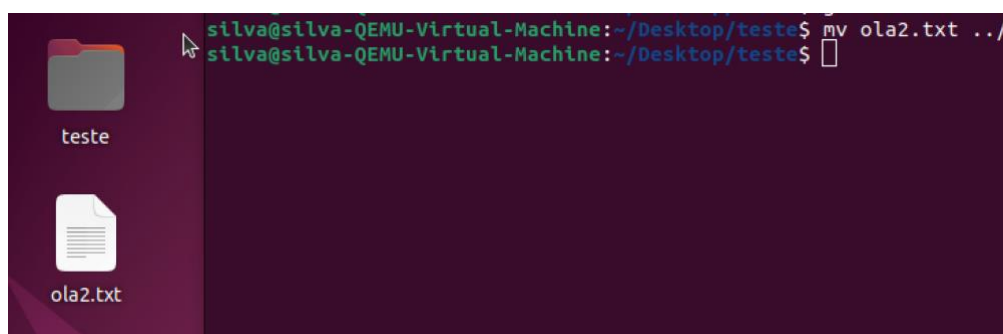 silva@silva-QEMU-Virtual-Machine:~/Desktop/teste$ mv ola2.txt ../
silva@silva-QEMU-Virtual-Machine:~/Desktop/teste$
teste
ola2.txt